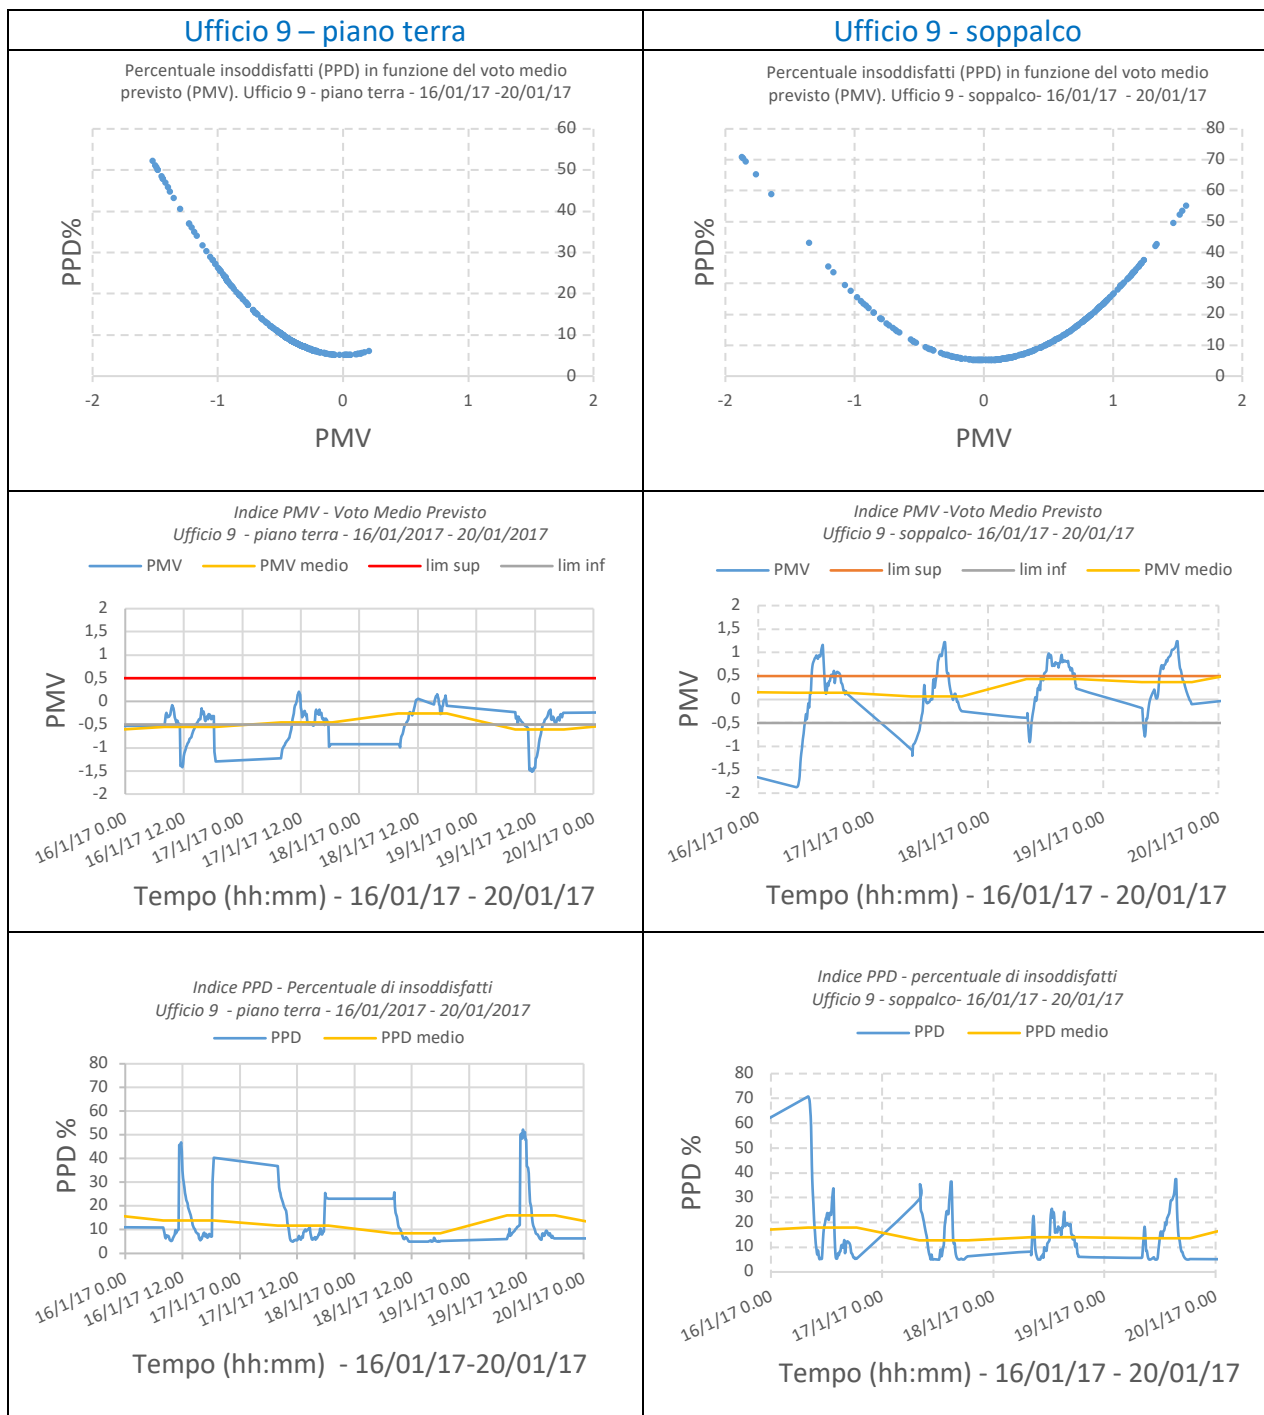 Ufficio 9 – piano terra
Ufficio 9 - soppalco
Percentuale insoddisfatti (PPD) in funzione del voto medio
previsto (PMV). Ufficio 9 - piano terra - 16/01/17 -20/01/17
60
50
40
30
20
10
0
PPD%
-2 -1 0 1 2
PMV
Percentuale insoddisfatti (PPD) in funzione del voto medio
previsto (PMV). Ufficio 9 - soppalco- 16/01/17 - 20/01/17
80
70
60
50
40
30
20
10
0
PPD%
-2 -1 0 1 2
PMV
Indice PMV - Voto Medio Previsto
Ufficio 9 - piano terra - 16/01/2017 - 20/01/2017
PMV PMV medio lim sup lim inf
2
1,5
1
0,5
0
-0,5
-1
-1,5
-2
PMV
16/1/17 0.00 16/1/17 12.00 17/1/17 0.00 17/1/17 12.00 18/1/17 0.00 18/1/17 12.00 19/1/17 0.00 19/1/17 12.00 20/1/17 0.00
Tempo (hh:mm) - 16/01/17 - 20/01/17
Indice PMV -Voto Medio Previsto
Ufficio 9 - soppalco- 16/01/17 - 20/01/17
PMV lim sup lim inf PMV medio
2
1,5
1
0,5
0
-0,5
-1
-1,5
-2
PMV
16/1/17 0.00 17/1/17 0.00 18/1/17 0.00 19/1/17 0.00 20/1/17 0.00
Tempo (hh:mm) - 16/01/17 - 20/01/17
Indice PPD - Percentuale di insoddisfatti
Ufficio 9 - piano terra - 16/01/2017 - 20/01/2017
PPD PPD medio
80
70
60
50
40
30
20
10
0
PPD %
16/1/17 0.00 16/1/17 12.00 17/1/17 0.00 17/1/17 12.00 18/1/17 0.00 18/1/17 12.00 19/1/17 0.00 19/1/17 12.00 20/1/17 0.00
Tempo (hh:mm) - 16/01/17-20/01/17
Indice PPD - percentuale di insoddisfatti
Ufficio 9 - soppalco- 16/01/17 - 20/01/17
PPD PPD medio
80
70
60
50
40
30
20
10
0
PPD %
16/1/17 0.00 17/1/17 0.00 18/1/17 0.00 19/1/17 0.00 20/1/17 0.00
Tempo (hh:mm) - 16/01/17 - 20/01/17